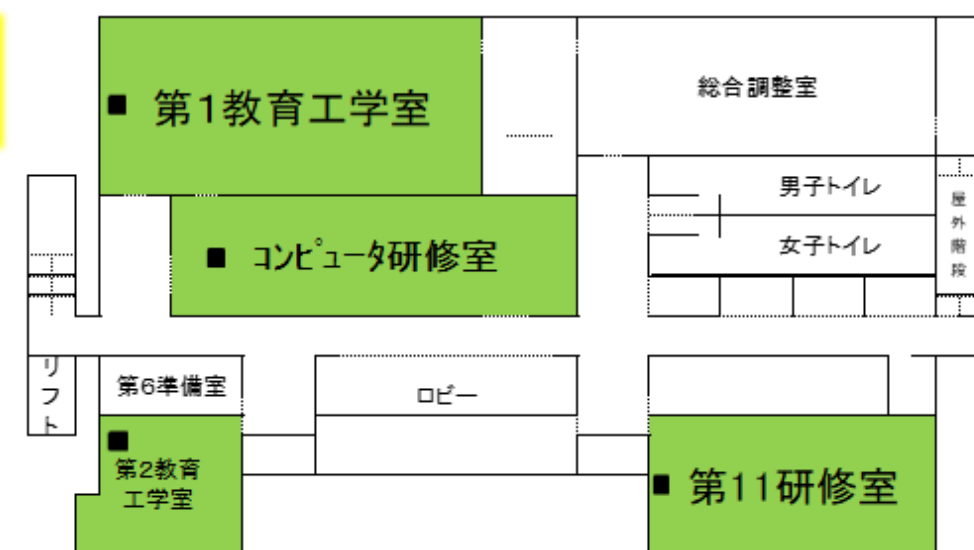 ■ 第1教育工学室
総合調整室
男子トイレ
屋外階段
女子トイレ
■ コンピュータ研修室
リフト
第6準備室
ロビー
■
第2教育
工学室
■ 第11研修室